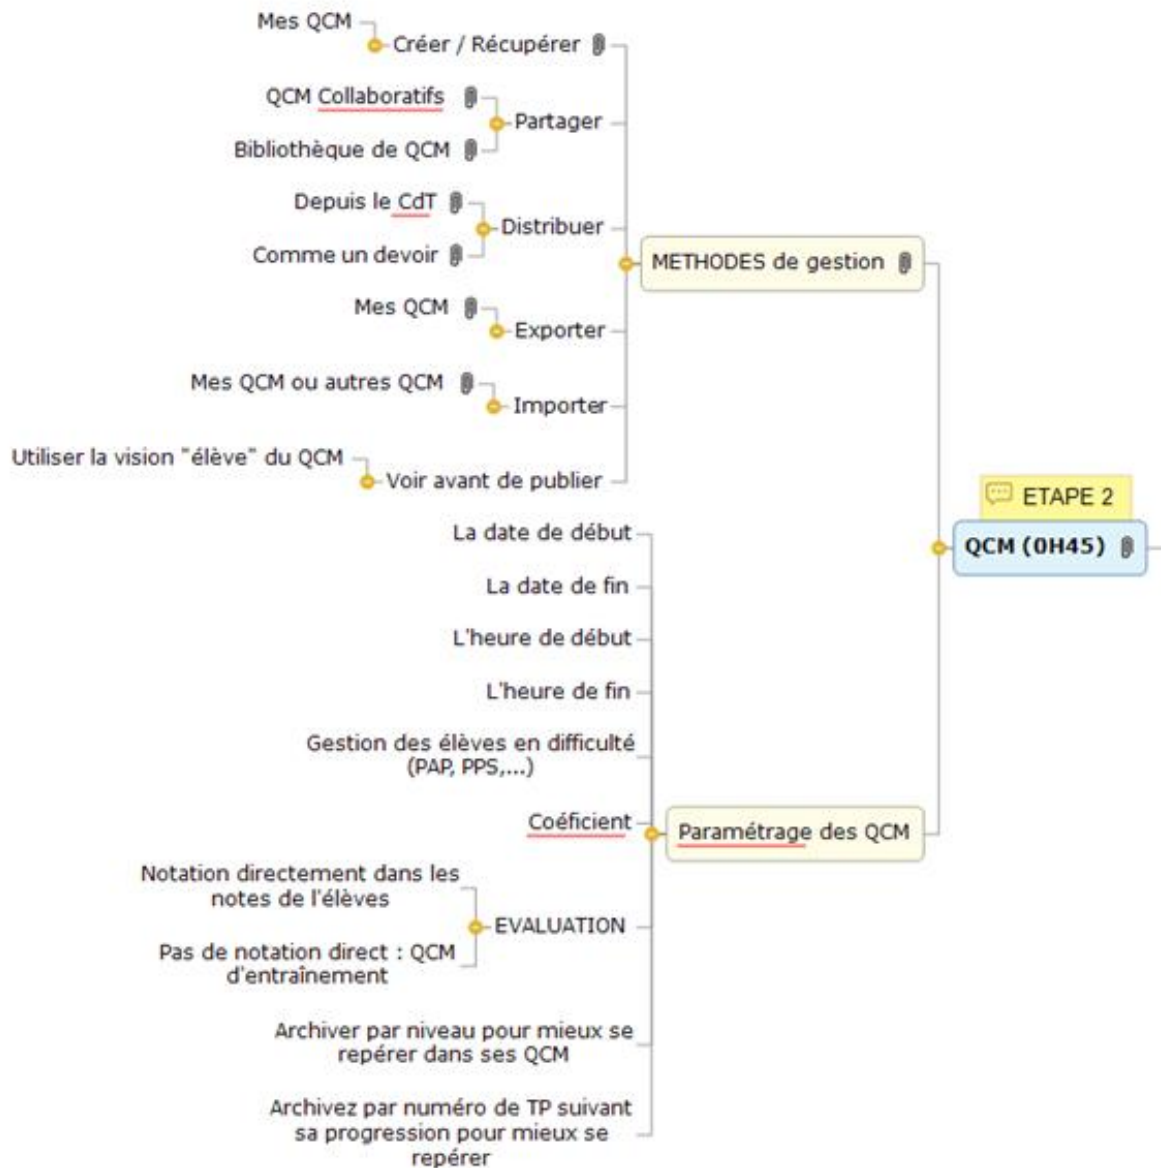 Mes QCM
Créer / Récupérer
QCM Collaboratifs
Partager
Bibliothèque de QCM
Depuis le CdT
Distribuer
Comme un devoir
METHODES de gestion
Mes QCM
Exporter
Mes QCM ou autres QCM
Importer
Utiliser la vision "élève" du QCM
Voir avant de publier
ETAPE 2
QCM (0H45)
La date de début
La date de fin
L'heure de début
L'heure de fin
Gestion des élèves en difficulté
(PAP, PPS,...)
Coéficient
Paramétrage des QCM
Notation directement dans les
notes de l'élèves
EVALUATION
Pas de notation direct : QCM
d'entraînement
Archiver par niveau pour mieux se
repérer dans ses QCM
Archivez par numéro de TP suivant
sa progression pour mieux se
repérer